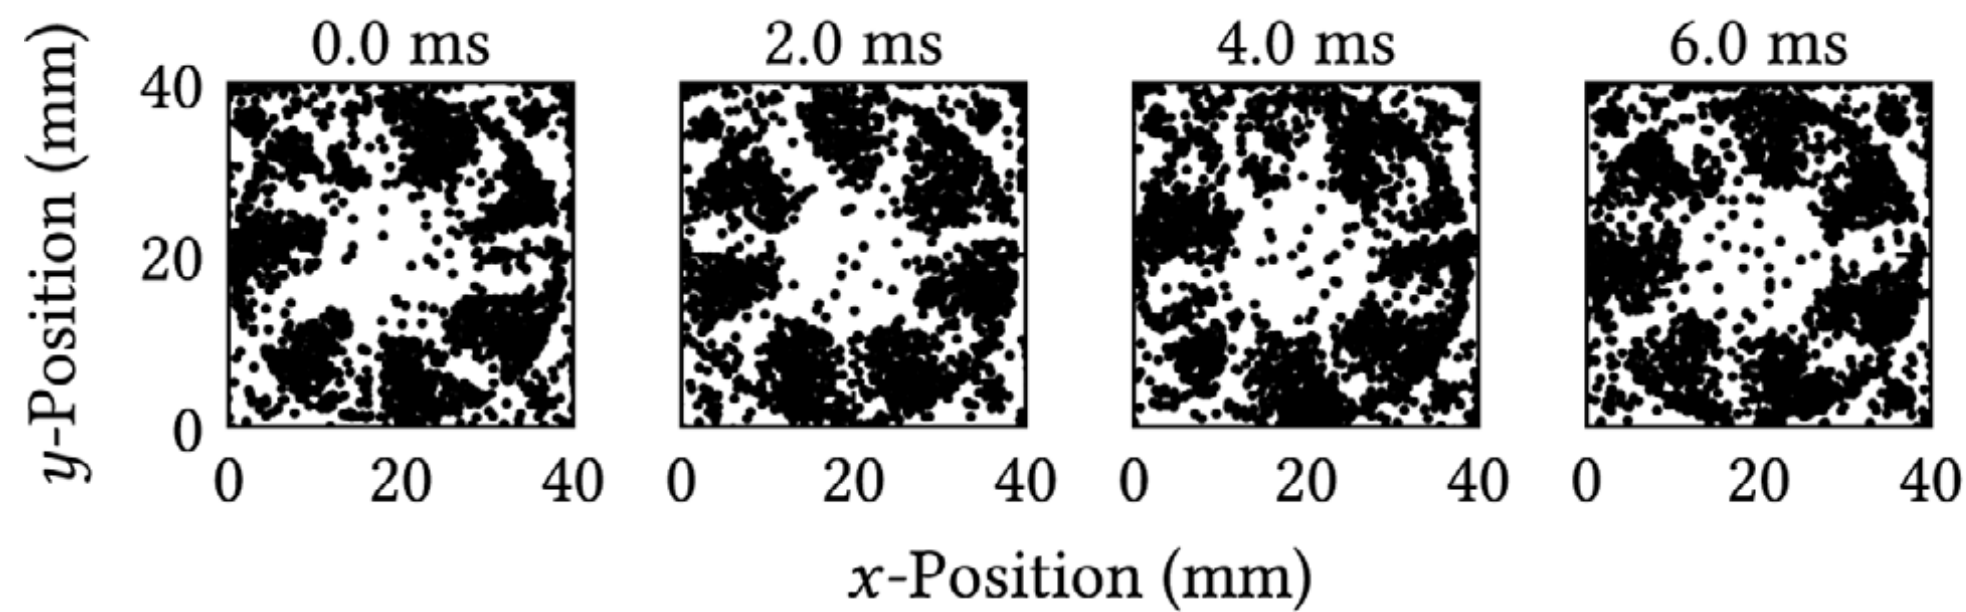 0.0 ms 2.0 ms 4.0 ms 6.0 ms
y-Position (mm)
40
20
0
0 20 40 0 20 40 0 20 40 0 20 40
x-Position (mm)